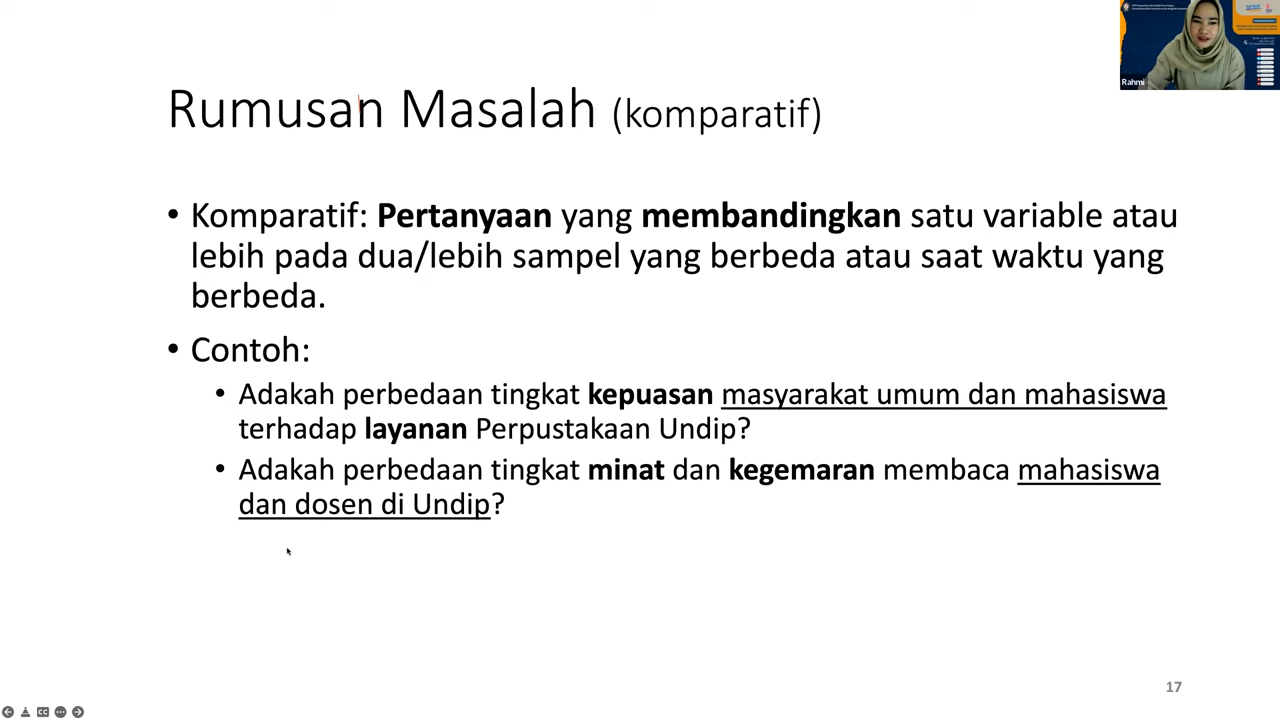 Rumusan Masalah (komparatif)
• Komparatif: Pertanyaan yang membandingkan satu variable atau
lebih pada dua/lebih sampel yang berbeda atau saat waktu yang
berbeda.
• Contoh:
• Adakah perbedaan tingkat kepuasan masyarakat umum dan mahasiswa
terhadap layanan Perpustakaan Undip?
• Adakah perbedaan tingkat minat dan kegemaran membaca mahasiswa
dan dosen di Undip?
17
Rahmi
CC